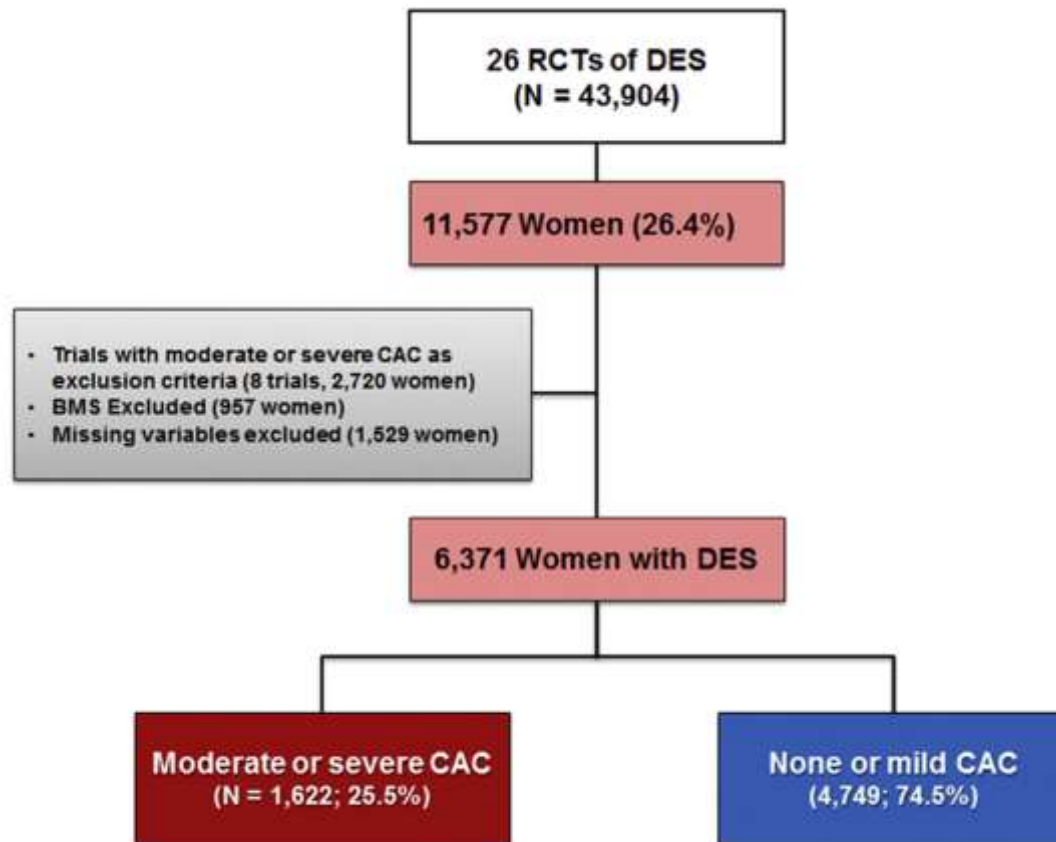 26 RCTs of DES
(N = 43,904)
11,577 Women (26.4%)
• Trials with moderate or severe CAC as
exclusion criteria (8 trials, 2,720 women)
• BMS Excluded (957 women)
• Missing variables excluded (1,529 women)
6,371 Women with DES
Moderate or severe CAC
(N = 1,622; 25.5%)
None or mild CAC
(4,749; 74.5%)